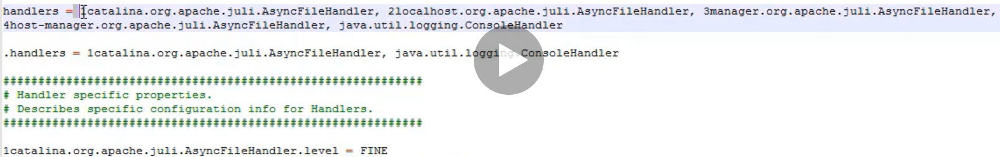 handlers = 1catalina.org.apache.juli.AsyncFileHandler, 2localhost.org.apache.juli.AsyncFileHandler, 3manager.org.apache.juli.AsyncFileHandler,
4host-manager.org.apache.juli.AsyncFileHandler, java.util.logging.ConsoleHandler
.handlers = 1catalina.org.apache.juli.AsyncFileHandler, java.util.logging.ConsoleHandler
############################################################
# Handler specific properties.
# Describes specific configuration info for Handlers.
############################################################
1catalina.org.apache.juli.AsyncFileHandler.level = FINE